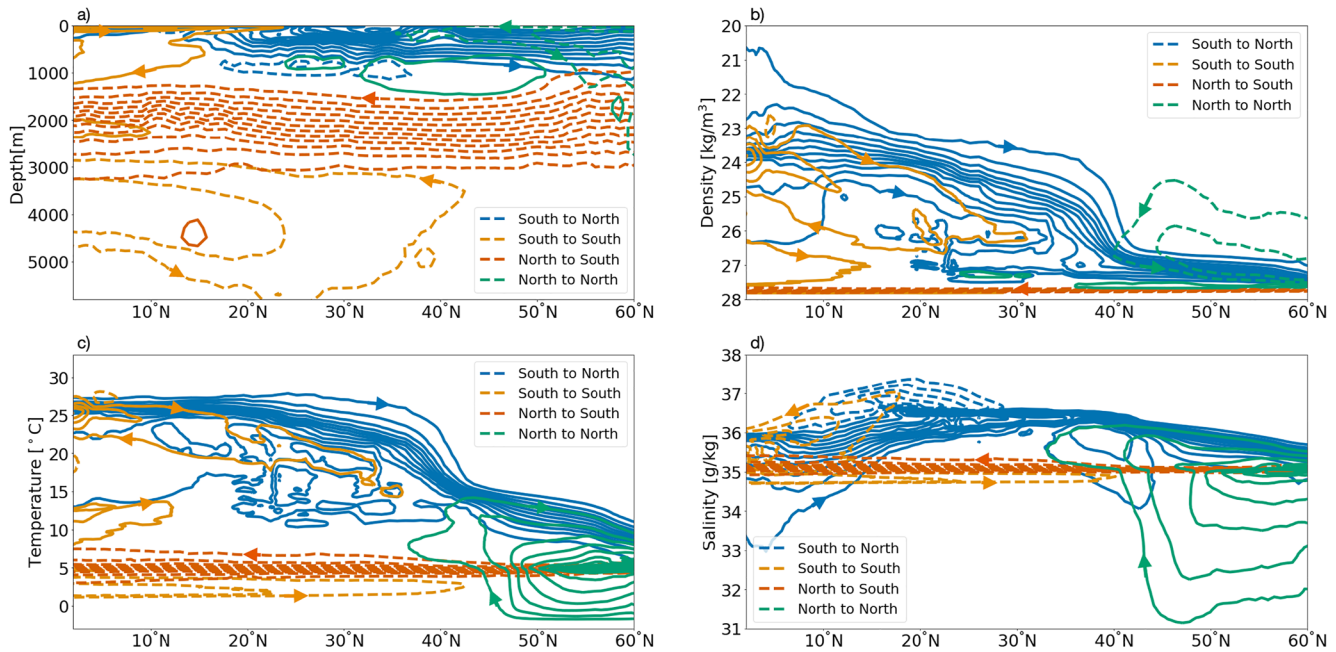 a)
0
1000
2000
3000
4000
5000
Depth[m]
10°N 20°N 30°N 40°N 50°N 60°N
South to North
South to South
North to South
North to North
b)
20
21
22
23
24
25
26
27
28
Density [kg/m³]
10°N 20°N 30°N 40°N 50°N 60°N
South to North
South to South
North to South
North to North
c)
30
25
20
15
10
5
0
Temperature [°C]
10°N 20°N 30°N 40°N 50°N 60°N
South to North
South to South
North to South
North to North
d)
38
37
36
35
34
33
32
31
Salinity [g/kg]
10°N 20°N 30°N 40°N 50°N 60°N
South to North
South to South
North to South
North to North